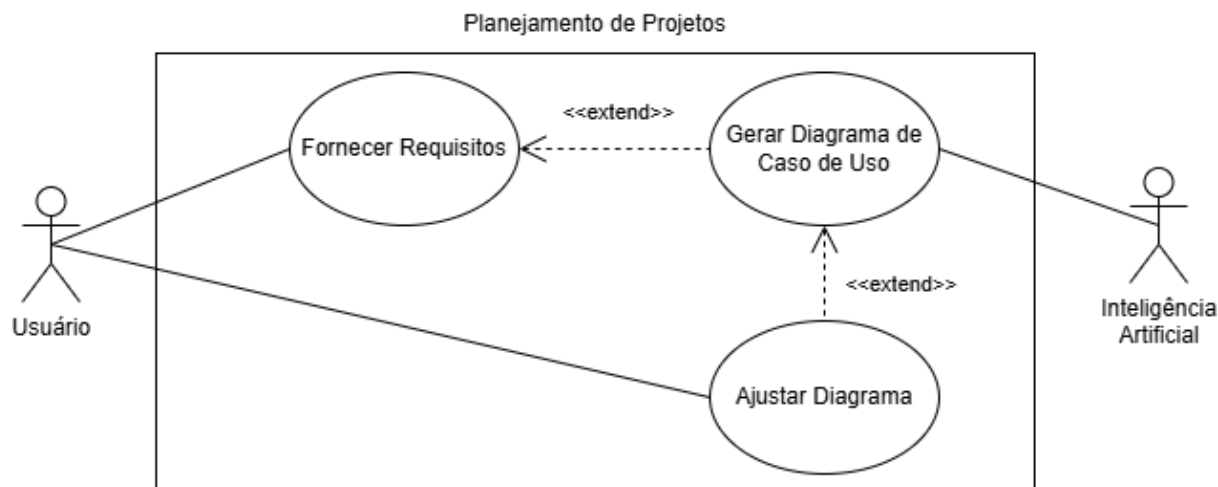 Planejamento de Projetos
Fornecer Requisitos
<<extend>>
Gerar Diagrama de
Caso de Uso
<<extend>>
Usuário
Inteligência
Artificial
Ajustar Diagrama